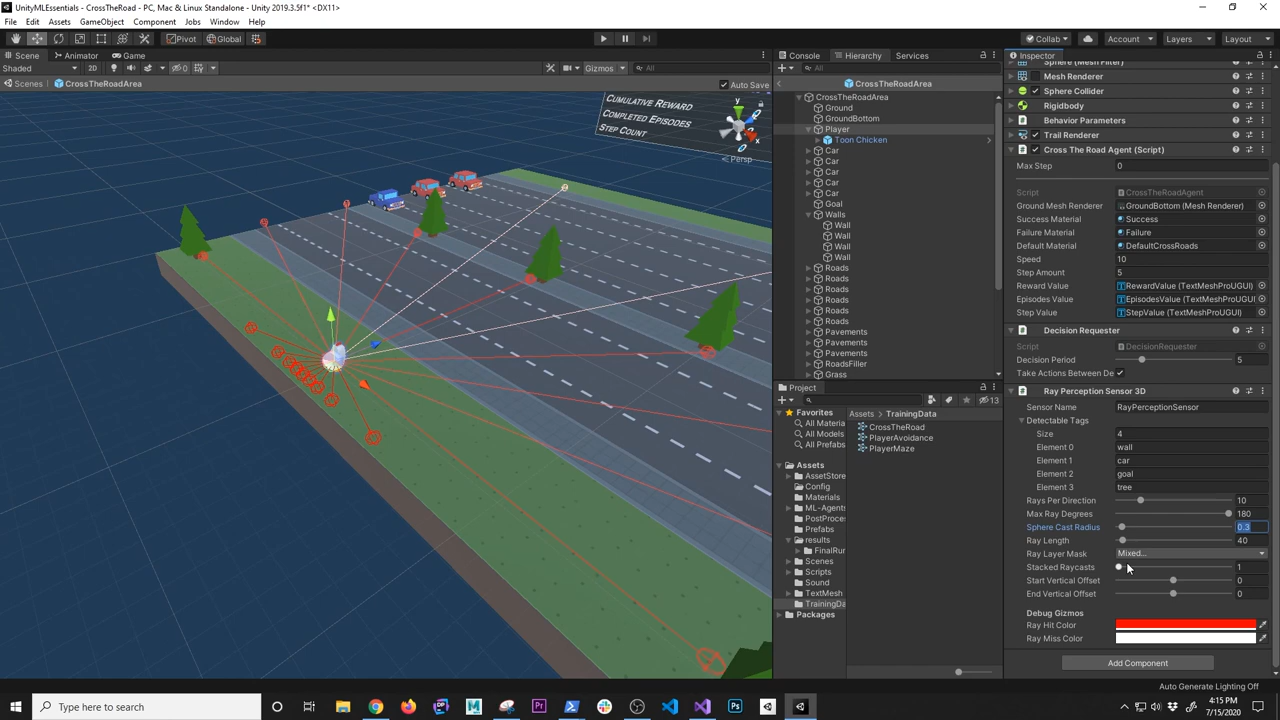 UnityMLEssentials - CrossTheRoad - PC, Mac & Linux Standalone - Unity 2019.3.5f1* <DX11>
File Edit Assets GameObject Component Jobs Window Help
Pivot Global Collab Account Layers Layout
Scene Animator Game
Shaded 2D 0 Gizmos All
Scenes CrossTheRoadArea Auto Save
CUMULATIVE REWARD
COMPLETED EPISODES
STEP COUNT
y
x
Persp
Console Hierarchy Services
All
CrossTheRoadArea
CrossTheRoadArea
Ground
GroundBottom
Player
Toon Chicken
Car
Car
Car
Car
Car
Goal
Walls
Wall
Wall
Wall
Wall
Roads
Roads
Roads
Roads
Roads
Roads
Pavements
Pavements
Pavements
RoadsFiller
Grass
Project
13
Favorites
All Materia
All Models
All Prefabs
Assets
AssetStore
Config
Materials
ML-Agents
PostProces
Prefabs
results
FinalRun
Scenes
Scripts
Sound
TextMesh
TrainingDa
Packages
Assets TrainingData
CrossTheRoad
PlayerAvoidance
PlayerMaze
Inspector
Sphere (Mesh Filter)
Mesh Renderer
Sphere Collider
Rigidbody
Behavior Parameters
Trail Renderer
Cross The Road Agent (Script)
Max Step 0
Script CrossTheRoadAgent
Ground Mesh Renderer GroundBottom (Mesh Renderer)
Success Material Success
Failure Material Failure
Default Material DefaultCrossRoads
Speed 10
Step Amount 5
Reward Value RewardValue (TextMeshProUGUI)
Episodes Value EpisodesValue (TextMeshProUGUI)
Step Value StepValue (TextMeshProUGUI)
Decision Requester
Script DecisionRequester
Decision Period 5
Take Actions Between De
Ray Perception Sensor 3D
Sensor Name RayPerceptionSensor
Detectable Tags
Size 4
Element 0 wall
Element 1 car
Element 2 goal
Element 3 tree
Rays Per Direction 10
Max Ray Degrees 180
Sphere Cast Radius 0.3
Ray Length 40
Ray Layer Mask Mixed...
Stacked Raycasts 1
Start Vertical Offset 0
End Vertical Offset 0
Debug Gizmos
Ray Hit Color
Ray Miss Color
Add Component
Auto Generate Lighting Off
Type here to search
4:15 PM
7/15/2020